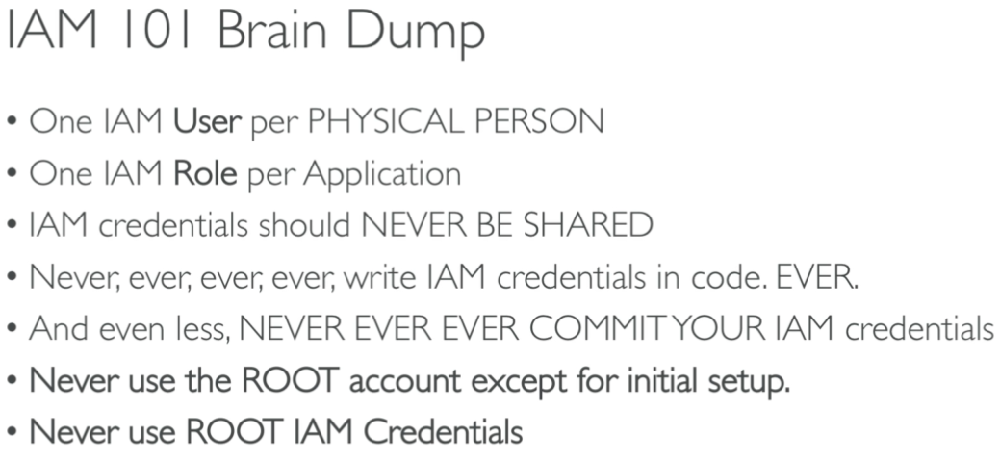 IAM 101 Brain Dump
• One IAM User per PHYSICAL PERSON
• One IAM Role per Application
• IAM credentials should NEVER BE SHARED
• Never, ever, ever, ever, write IAM credentials in code. EVER.
• And even less, NEVER EVER EVER COMMIT YOUR IAM credentials
• Never use the ROOT account except for initial setup.
• Never use ROOT IAM Credentials